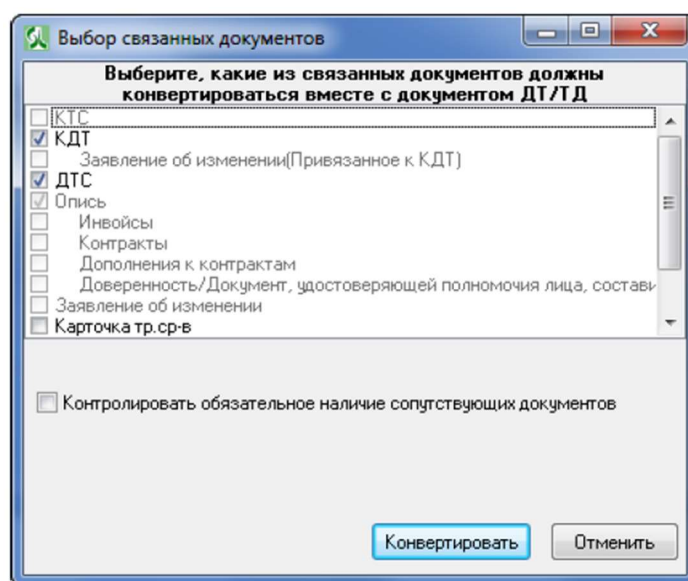 Выбор связанных документов
Выберите, какие из связанных документов должны
конвертироваться вместе с документом ДТ/ТД
КТС
КДТ
Заявление об изменении(Привязанное к КДТ)
ДТС
Опись
Инвойсы
Контракты
Дополнения к контрактам
Доверенность/Документ, удостоверяющей полномочия лица, состави
Заявление об изменении
Карточка тр.ср-в
Контролировать обязательное наличие сопутствующих документов
Конвертировать
Отменить